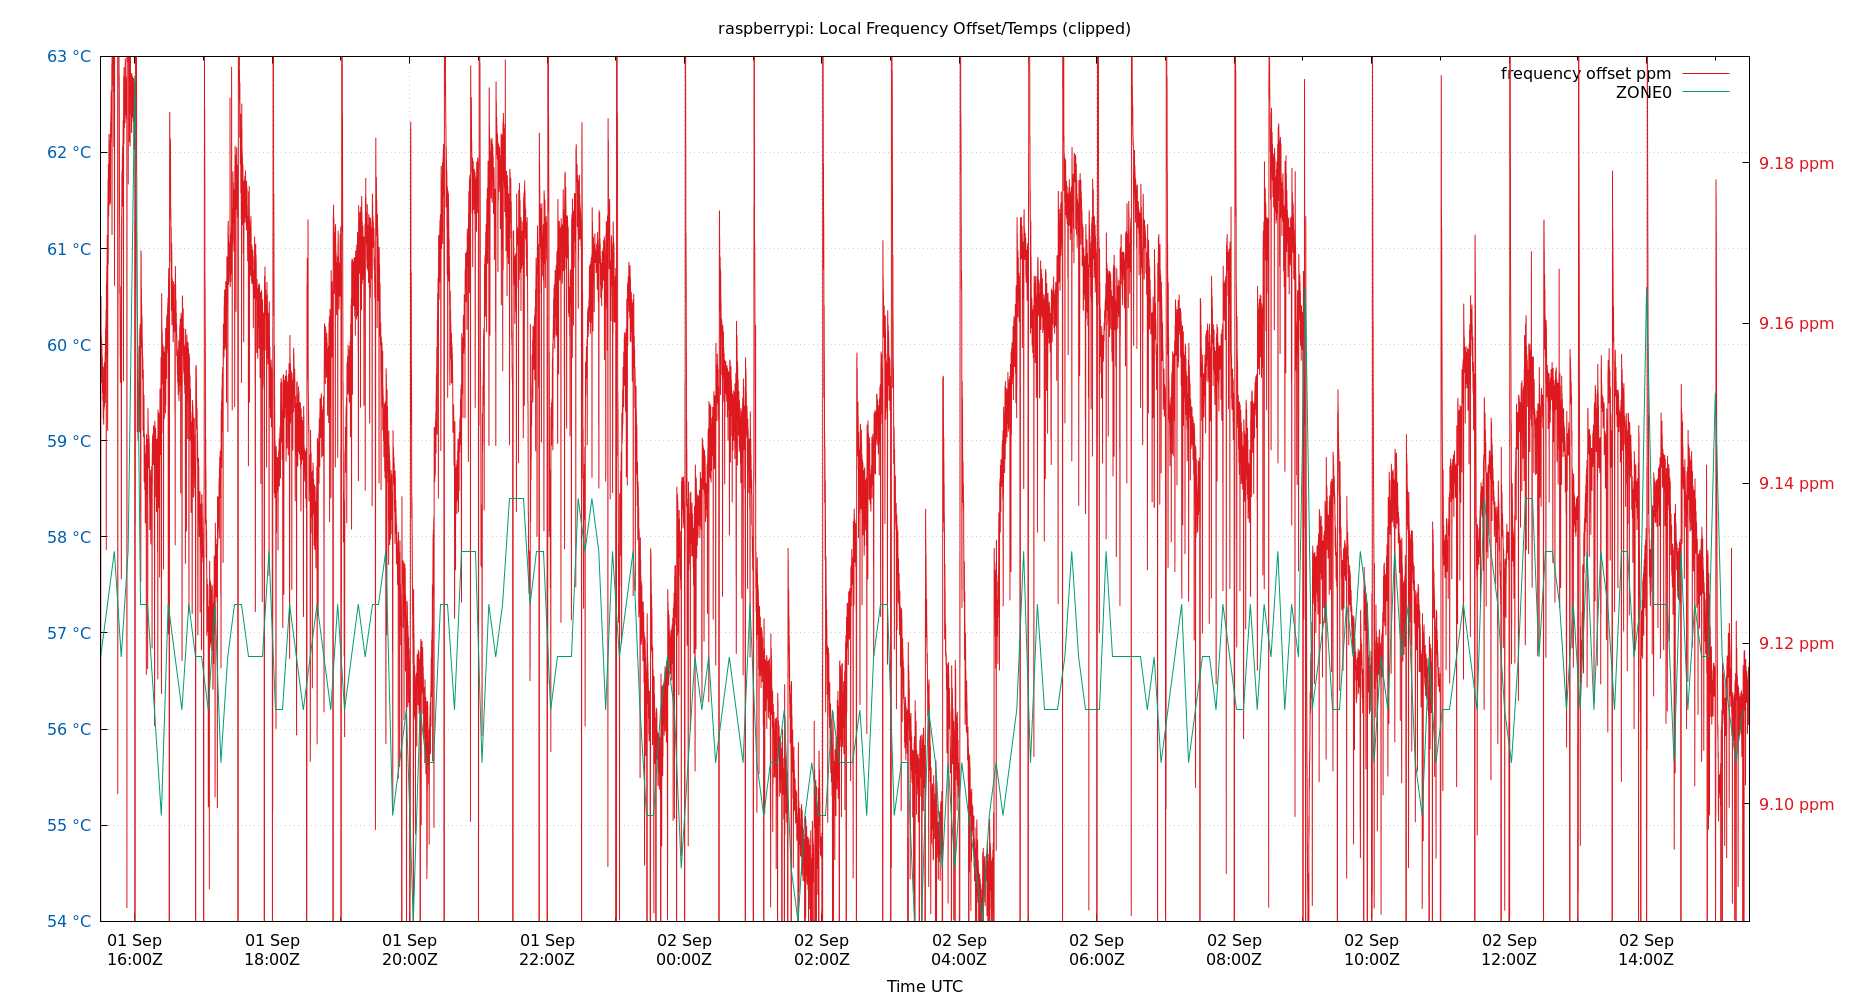 raspberrypi: Local Frequency Offset/Temps (clipped)
63 °C
62 °C
61 °C
60 °C
59 °C
58 °C
57 °C
56 °C
55 °C
54 °C
frequency offset ppm
ZONE0
9.18 ppm
9.16 ppm
9.14 ppm
9.12 ppm
9.10 ppm
01 Sep 01 Sep 01 Sep 01 Sep 02 Sep 02 Sep 02 Sep 02 Sep 02 Sep 02 Sep 02 Sep 02 Sep
16:00Z 18:00Z 20:00Z 22:00Z 00:00Z 02:00Z 04:00Z 06:00Z 08:00Z 10:00Z 12:00Z 14:00Z
Time UTC